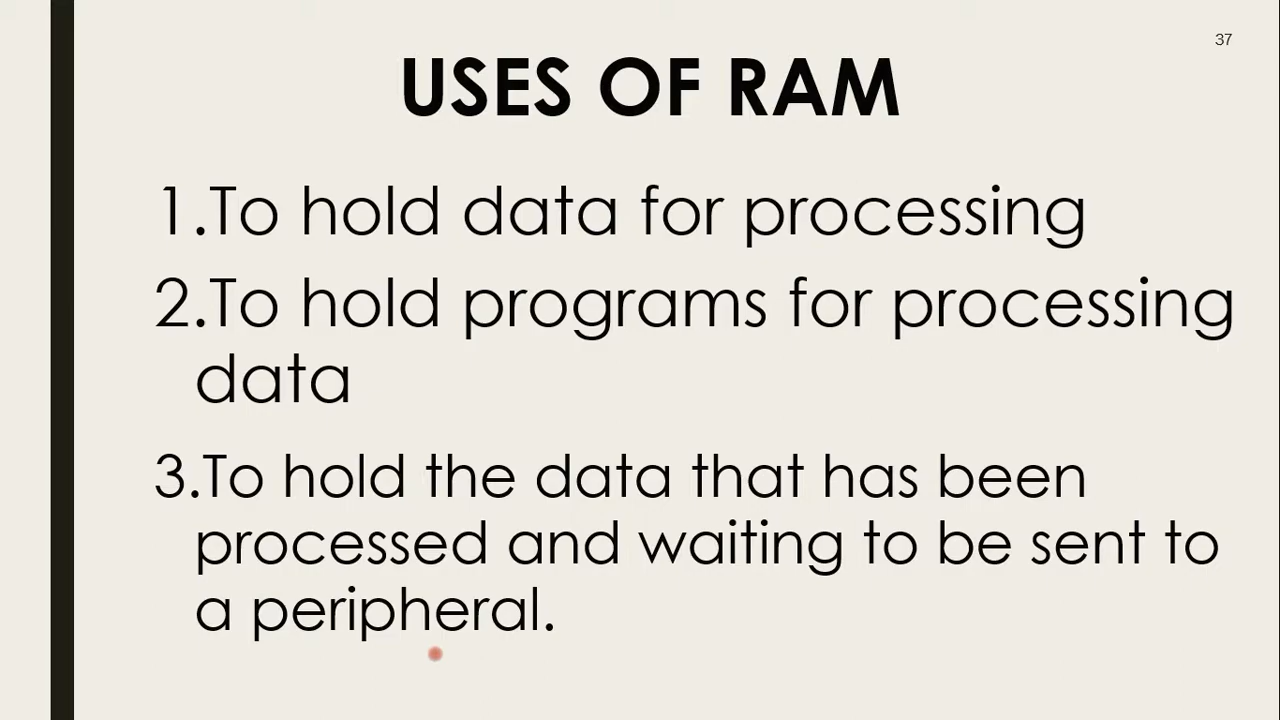 37
USES OF RAM
1.To hold data for processing
2.To hold programs for processing
data
3.To hold the data that has been
processed and waiting to be sent to
a peripheral.